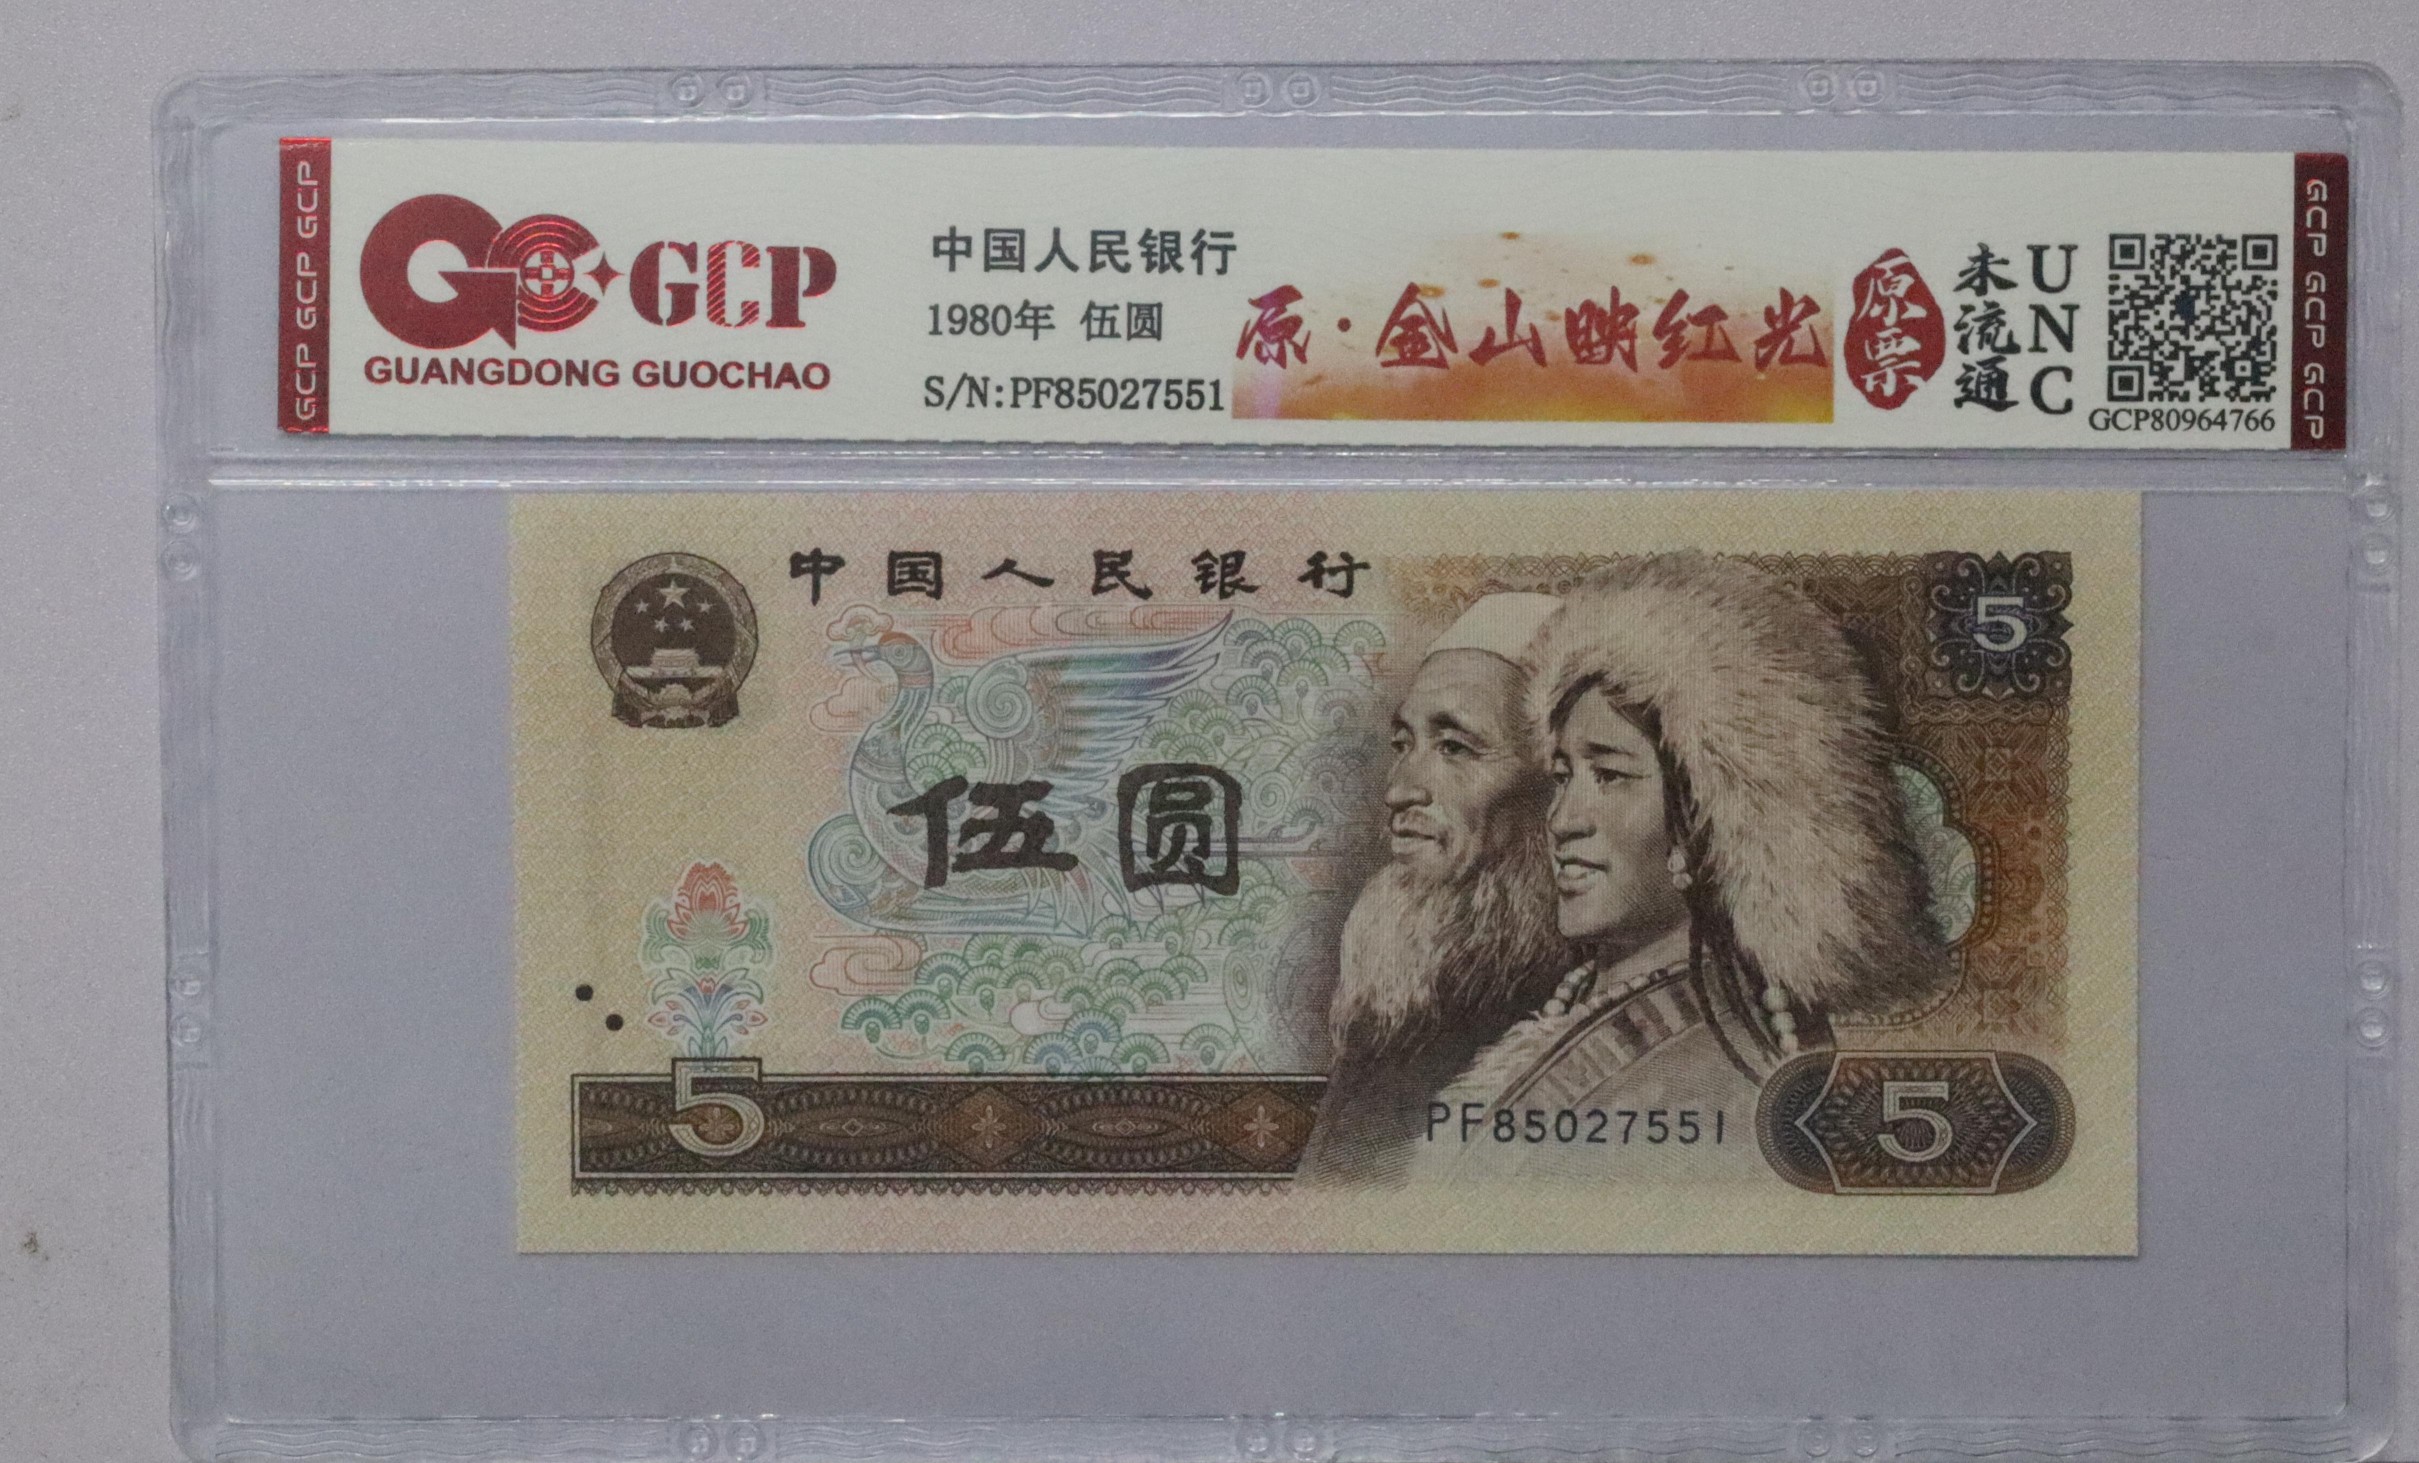 GCP GCP GCP
GCP
GUANGDONG GUOCHAO
中国人民银行
1980年 伍圆
S/N:PF85027551
原·金山映红光
原票
未流通
UNC
GCP80964766
GCP GCP GCP
中国人民银行
5
伍圆
5
PF85027551
5